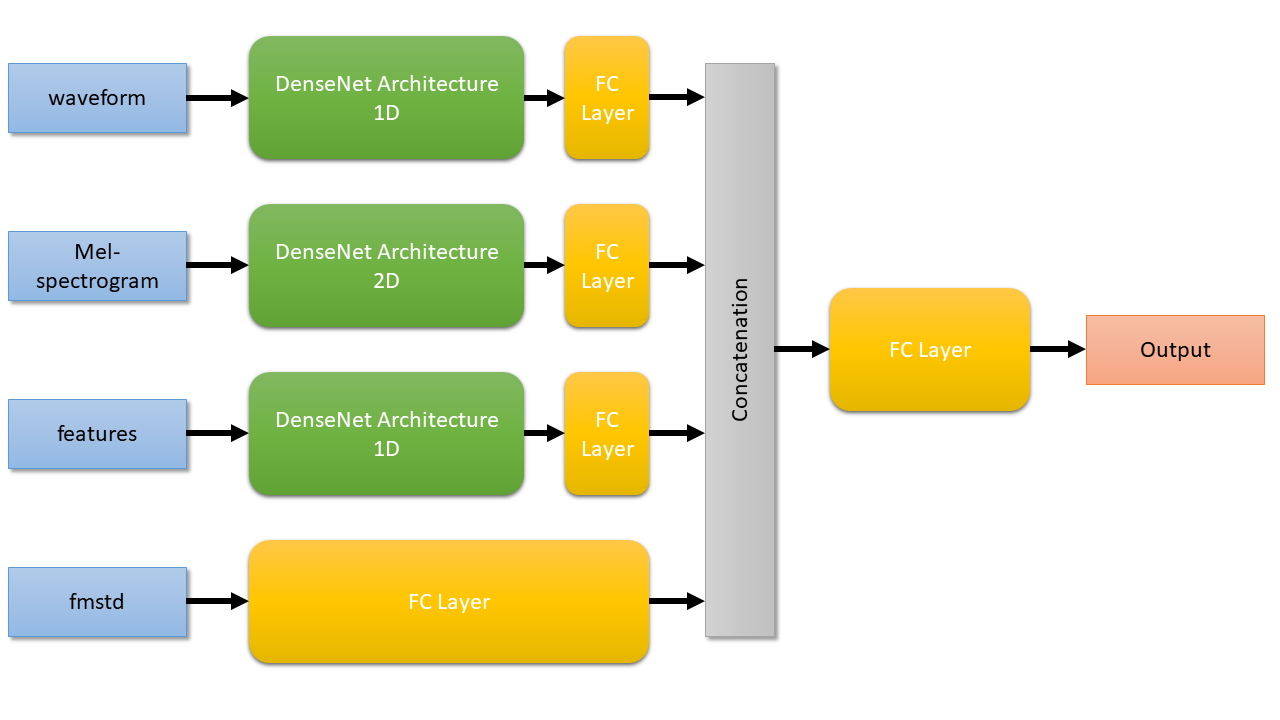 waveform
DenseNet Architecture
1D
FC
Layer
Mel-
spectrogram
DenseNet Architecture
2D
FC
Layer
features
DenseNet Architecture
1D
FC
Layer
fmstd
FC Layer
Concatenation
FC Layer
Output